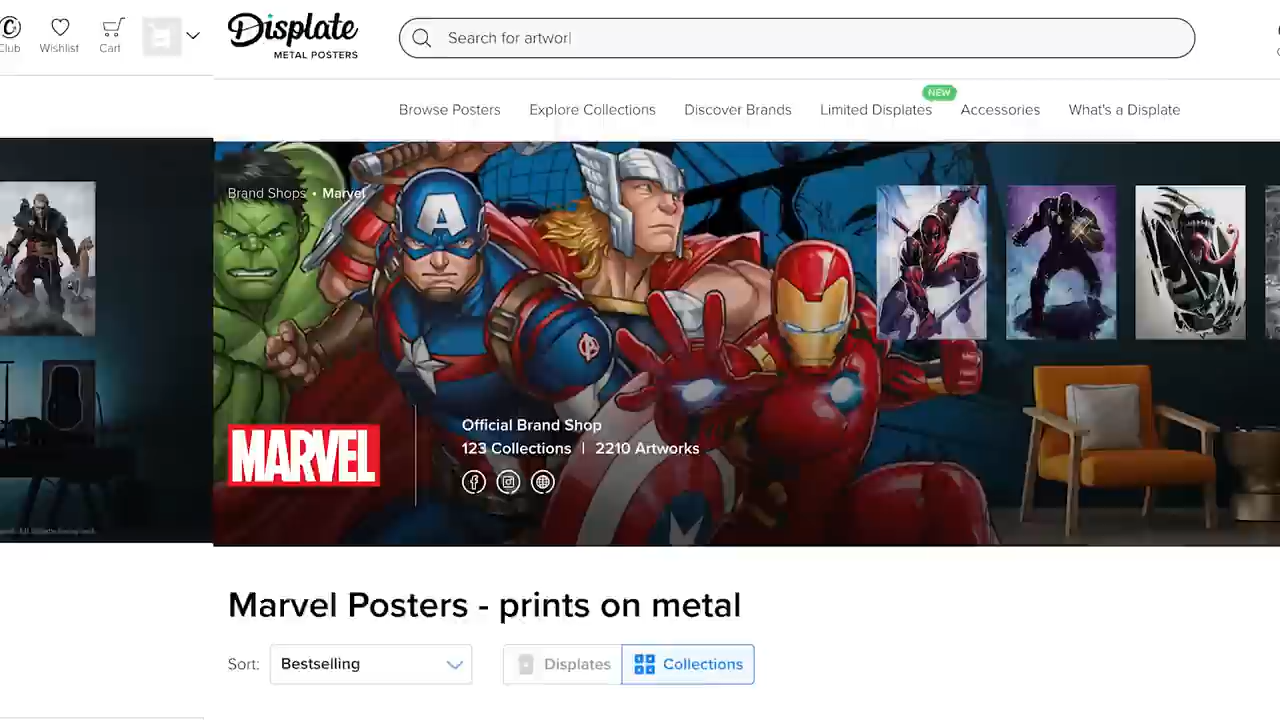 Club
Wishlist
Cart
Displate
METAL POSTERS
Search for artwor
Browse Posters
Explore Collections
Discover Brands
Limited Displates
NEW
Accessories
What's a Displate
Brand Shops • Marvel
A
MARVEL
Official Brand Shop
123 Collections | 2210 Artworks
Marvel Posters - prints on metal
Sort:
Bestselling
Displates
Collections